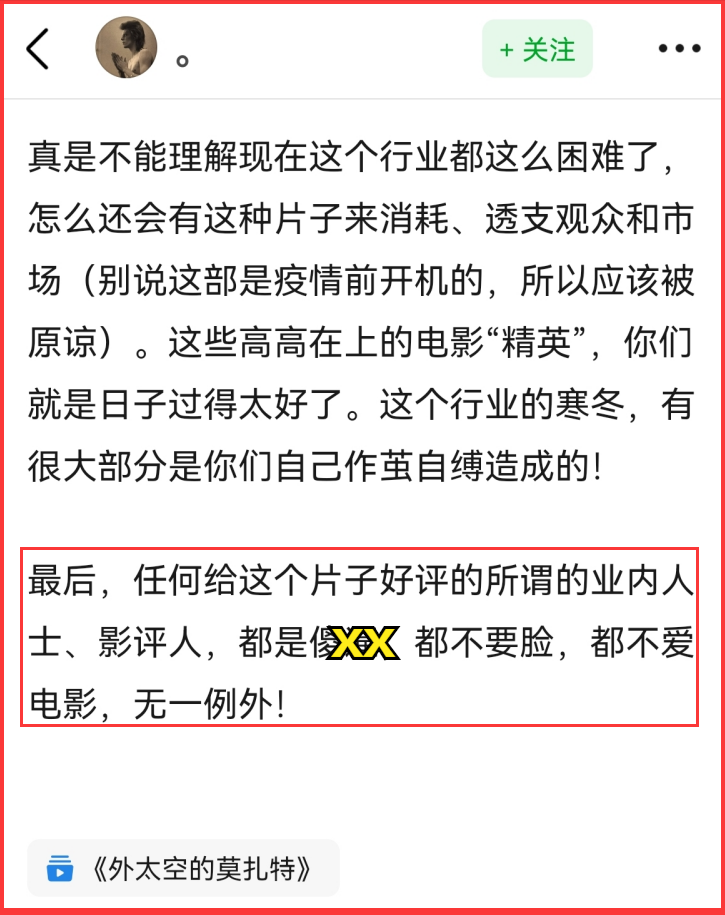 。
+ 关注
真是不能理解现在这个行业都这么困难了，
怎么还会有这种片子来消耗、透支观众和市
场（别说这部是疫情前开机的，所以应该被
原谅）。这些高高在上的电影“精英”，你们
就是日子过得太好了。这个行业的寒冬，有
很大部分是你们自己作茧自缚造成的！
最后，任何给这个片子好评的所谓的业内人
士、影评人，都是傻XX 都不要脸，都不爱
电影，无一例外！
《外太空的莫扎特》